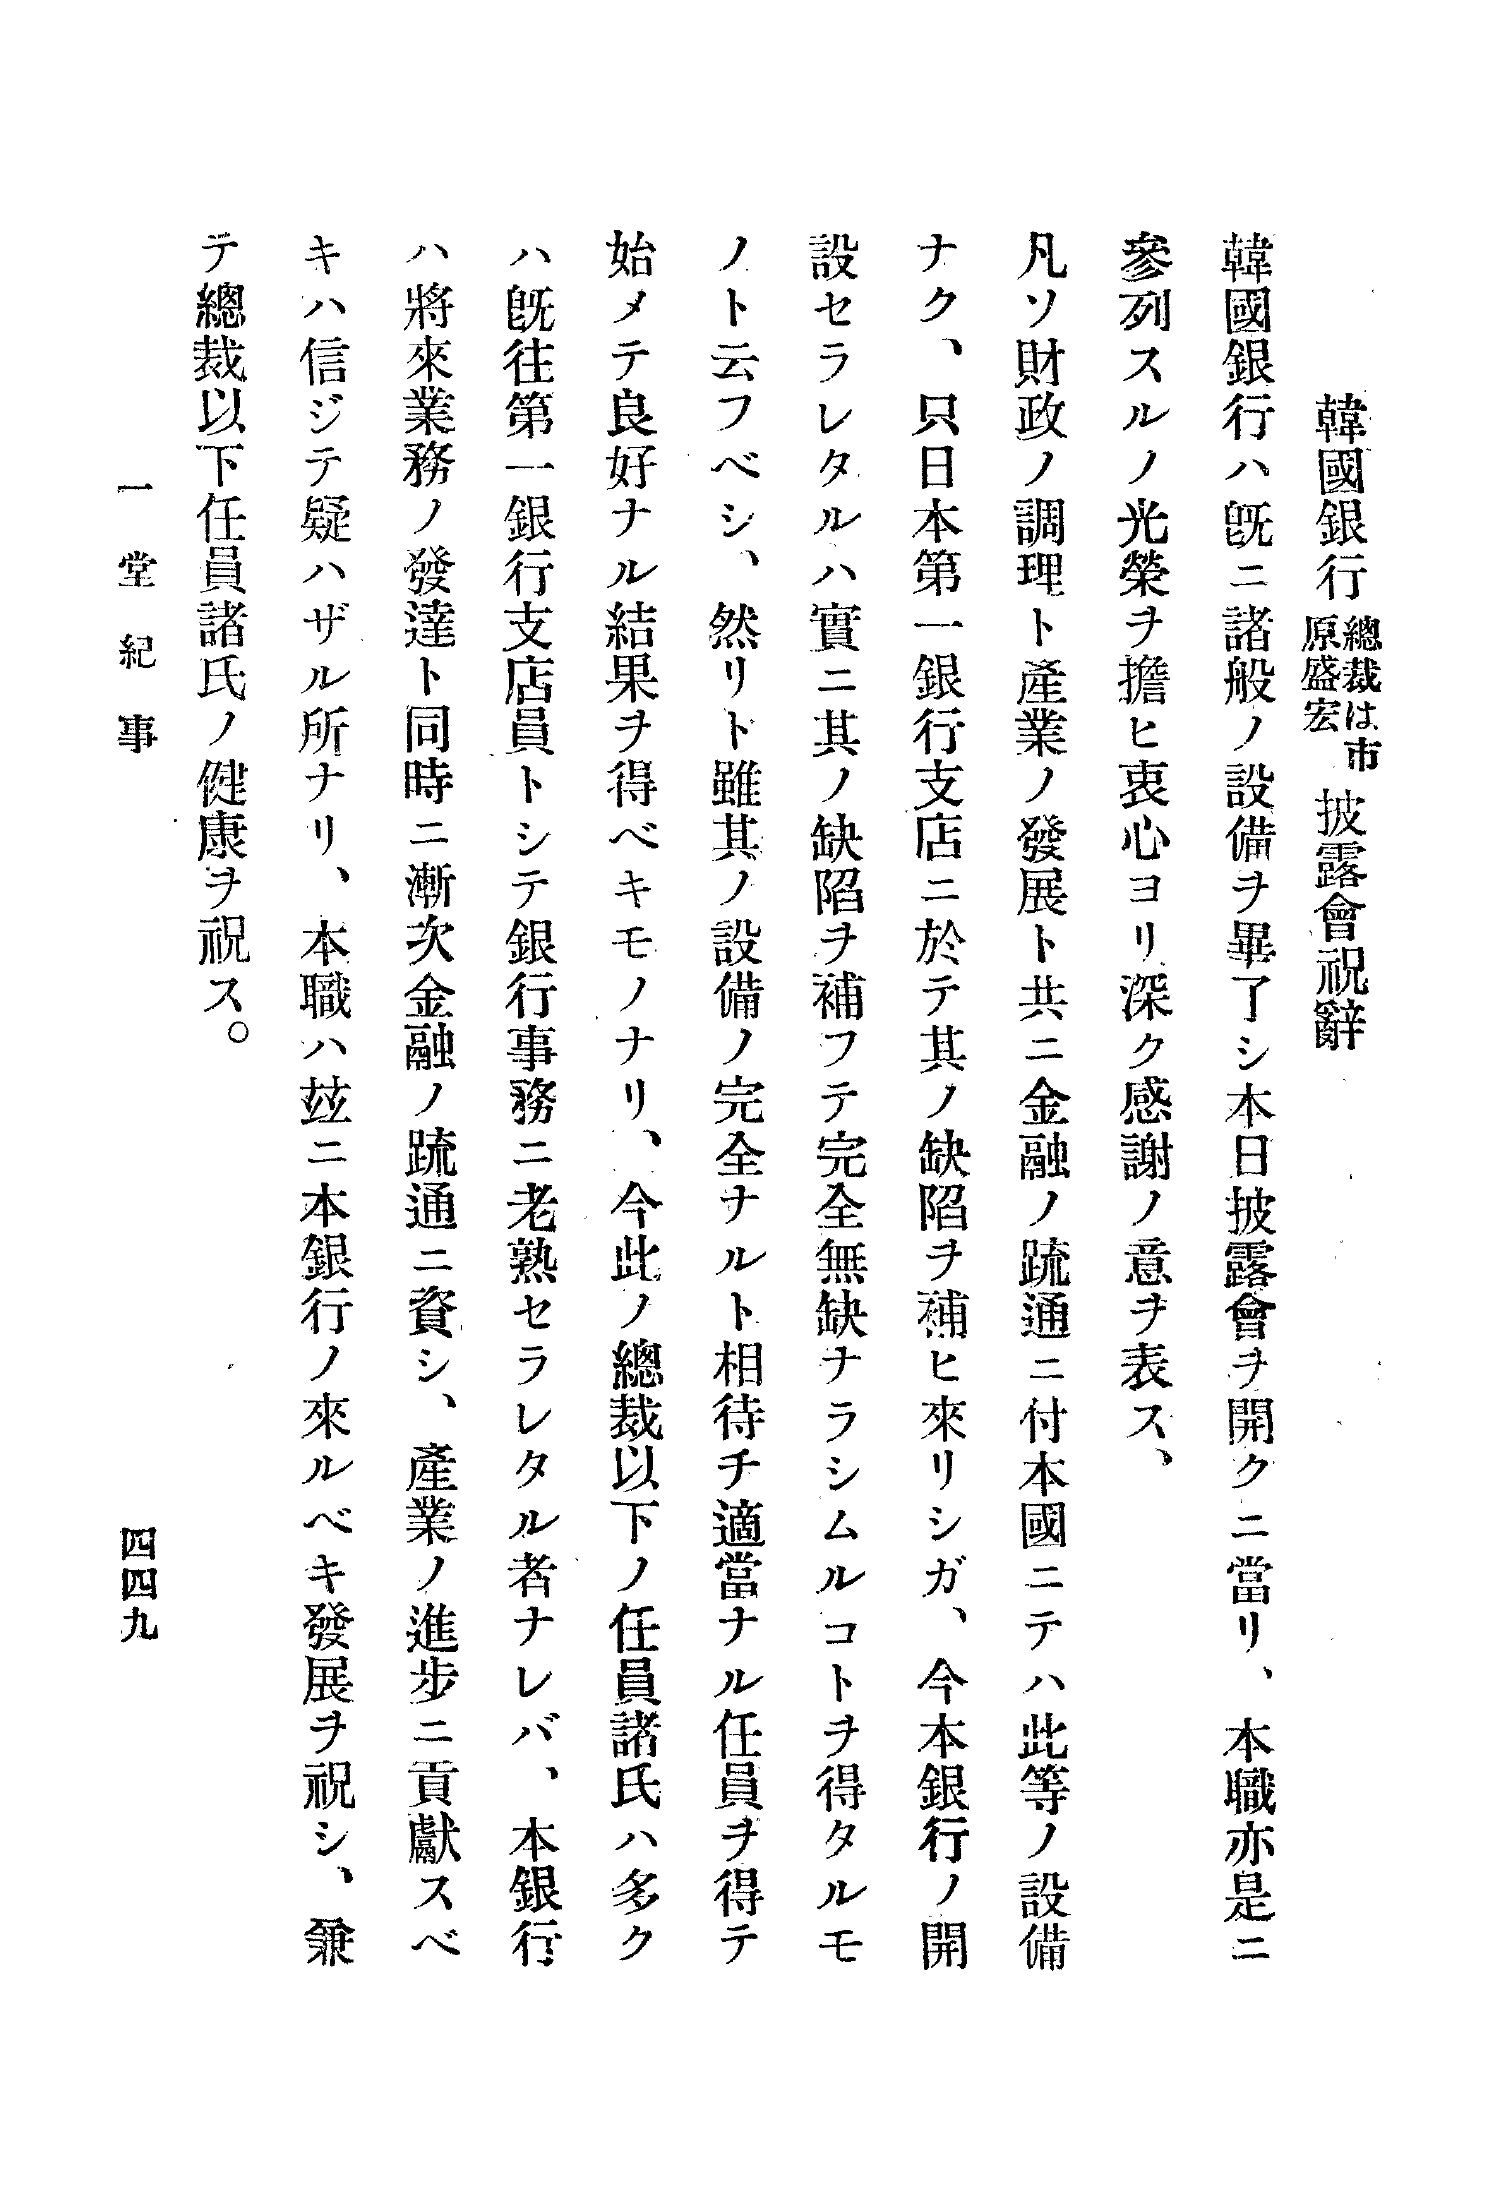 韓國銀行總裁は市原盛宏披露會祝辭
韓國銀行ハ旣ニ諸般ノ設備ヲ畢了シ本日披露會ヲ開クニ當リ、本職亦是ニ
參列スルノ光榮ヲ擔ヒ衷心ヨリ深ク感謝ノ意ヲ表ス、
凡ソ財政ノ調理ト產業ノ發展ト共ニ金融ノ疏通ニ付本國ニテハ此等ノ設備
ナク、只日本第一銀行支店ニ於テ其ノ缺陷ヲ補ヒ來リシガ、今本銀行ノ開
設セラレタルハ實ニ其ノ缺陷ヲ補フテ完全無缺ナラシムルコトヲ得タルモ
ノト云フベシ、然リト雖其ノ設備ノ完全ナルト相待チ適當ナル任員ヲ得テ
始メテ良好ナル結果ヲ得ベキモノナリ、今此ノ總裁以下ノ任員諸氏ハ多ク
ハ旣往第一銀行支店員トシテ銀行事務ニ老熟セラレタル者ナレバ、本銀行
ハ將來業務ノ發達ト同時ニ漸次金融ノ疏通ニ資シ、產業ノ進步ニ貢獻スベ
キハ信ジテ疑ハザル所ナリ、本職ハ玆ニ本銀行ノ來ルベキ發展ヲ祝シ、兼
テ總裁以下任員諸氏ノ健康ヲ祝ス。
一堂紀事
四四九